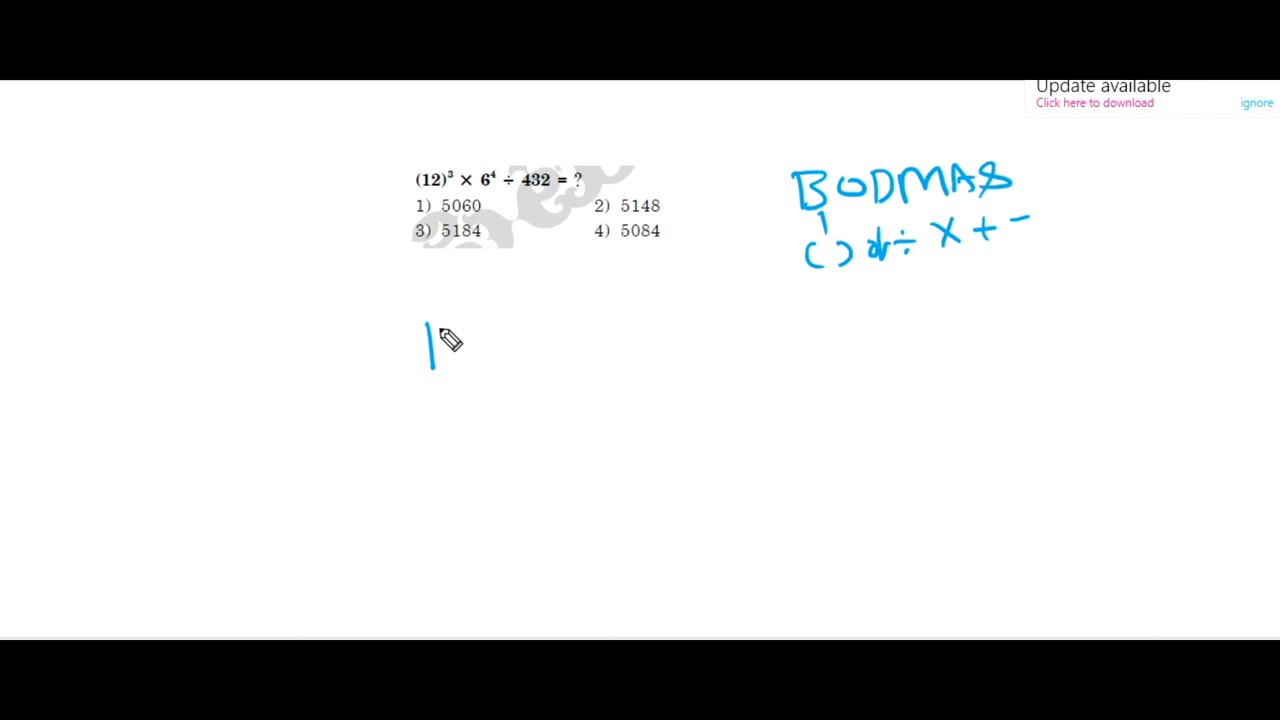 Update available
Click here to download ignore
(12)³ × 6⁴ ÷ 432 = ?
1) 5060 2) 5148
3) 5184 4) 5084
BODMAS
( ) of ÷ × + -
1